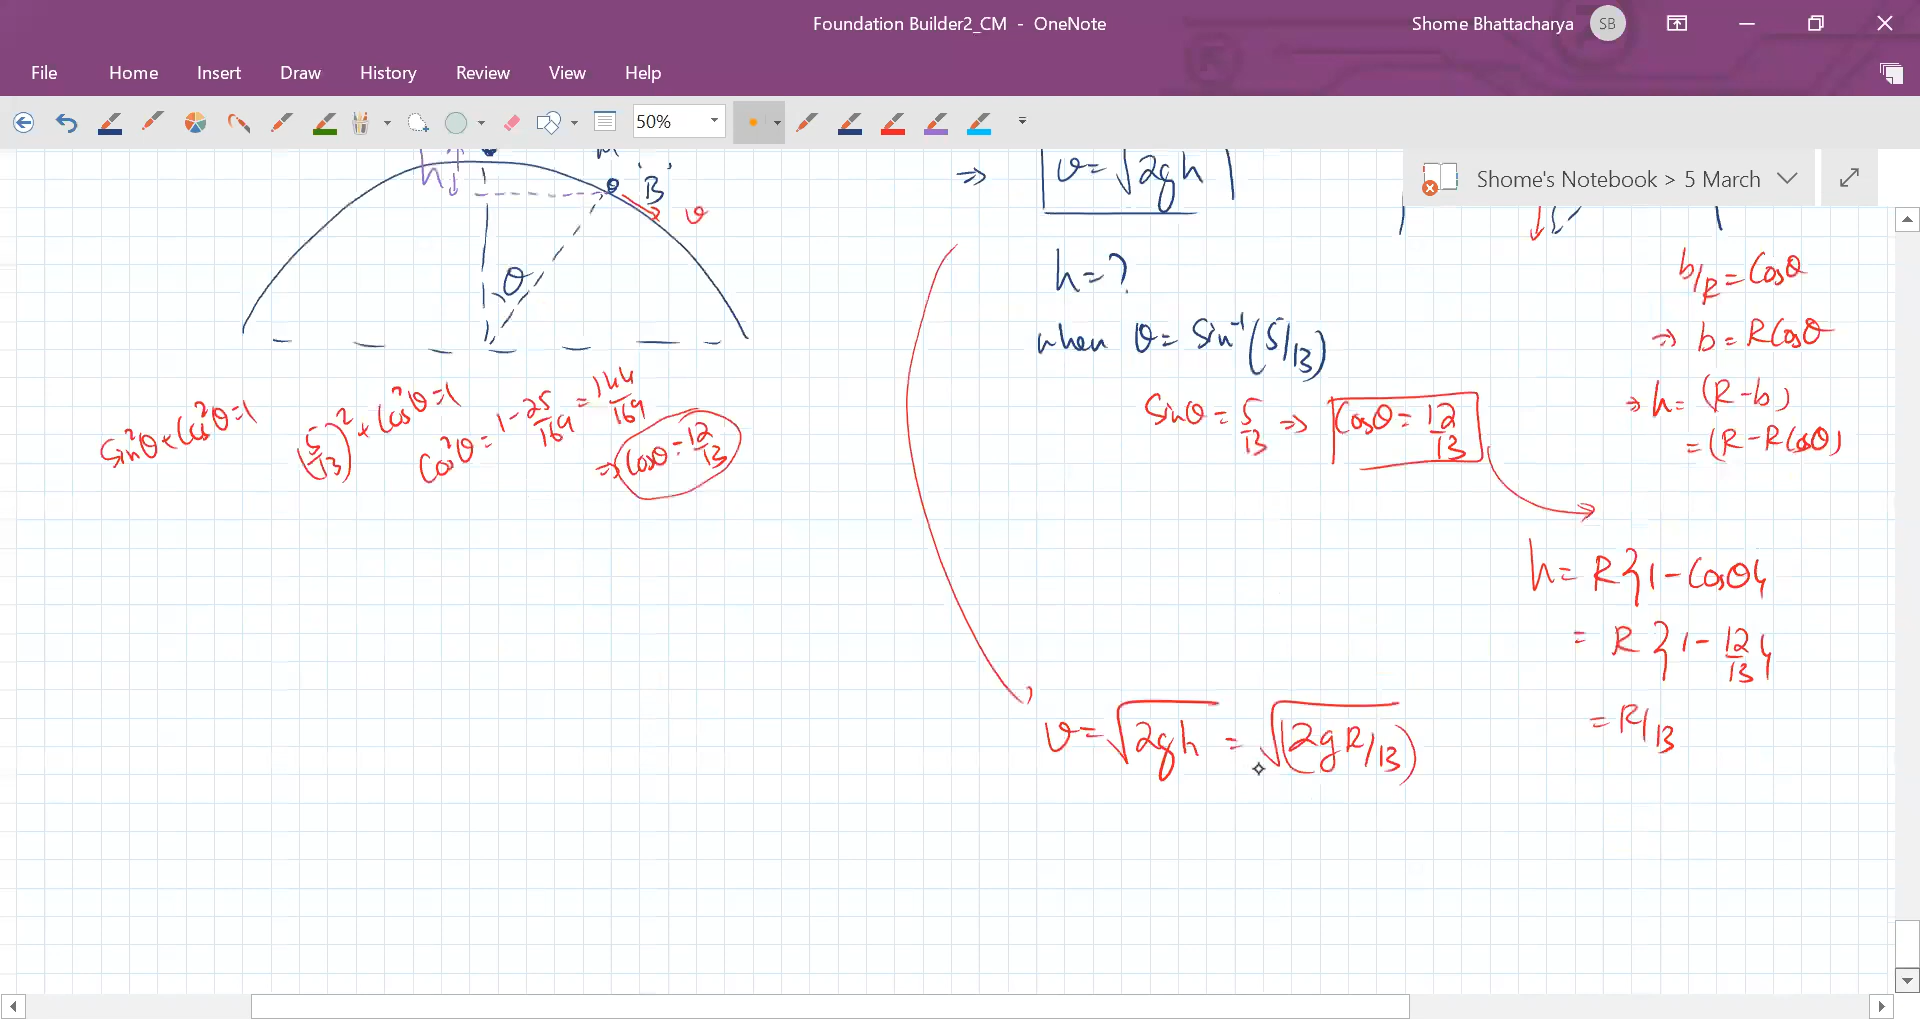 Foundation Builder2_CM - OneNote
Shome Bhattacharya SB
File Home Insert Draw History Review View Help
50%
Shome's Notebook > 5 March
h
M
'B'
v
θ
⇒ v = √2gh
h = ?
when θ = Sin⁻¹(5/13)
Sinθ = 5/13 ⇒ Cosθ = 12/13
b/R = Cosθ
⇒ b = R Cosθ
⇒ h = (R - b)
= (R - R Cosθ)
Sin²θ + Cos²θ = 1
(5/13)² + Cos²θ = 1
Cos²θ = 1 - 25/169 = 144/169
⇒ Cosθ = 12/13
h = R{1 - Cosθ}
= R{1 - 12/13}
= R/13
v = √2gh = √(2gR/13)